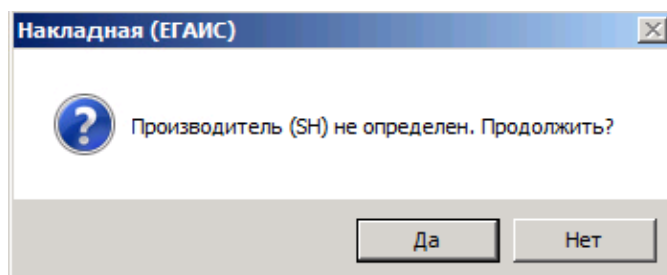 Накладная (ЕГАИС)
Производитель (SH) не определен. Продолжить?
Да
Нет